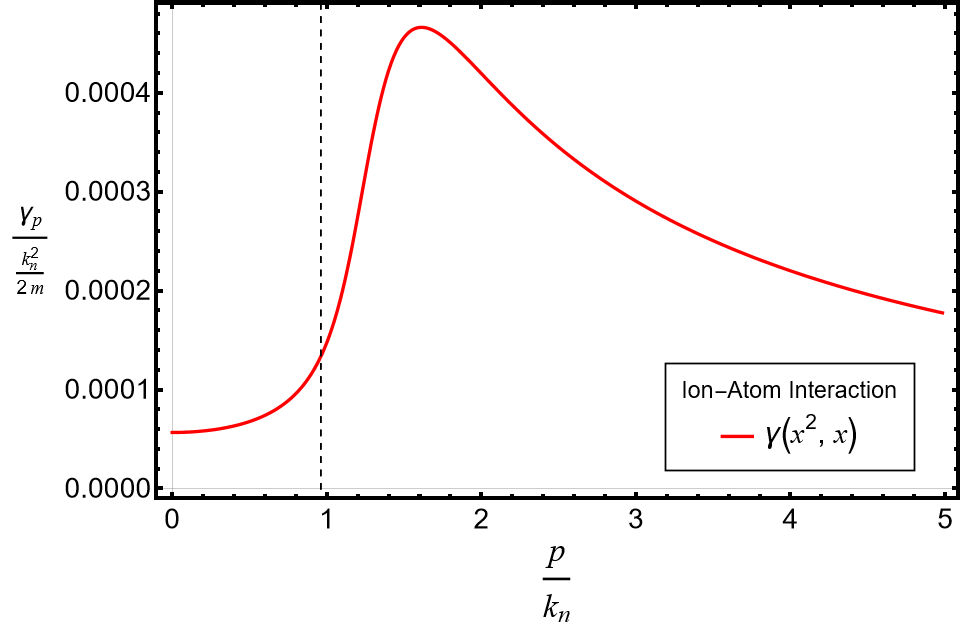 γp
kn2
2 m
0.0004
0.0003
0.0002
0.0001
0.0000
0 1 2 3 4 5
p
kn
Ion–Atom Interaction
γ(x2, x)